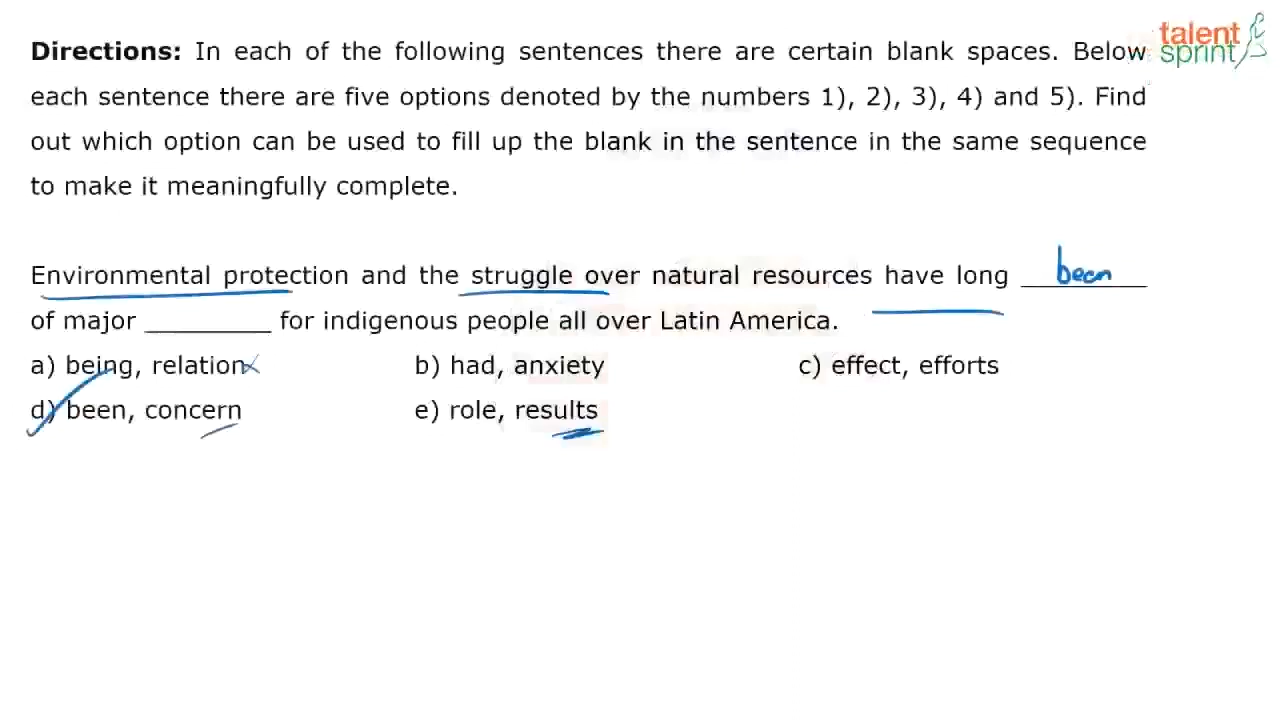 talent
sprint
Directions: In each of the following sentences there are certain blank spaces. Below
each sentence there are five options denoted by the numbers 1), 2), 3), 4) and 5). Find
out which option can be used to fill up the blank in the sentence in the same sequence
to make it meaningfully complete.
Environmental protection and the struggle over natural resources have long been
of major _________ for indigenous people all over Latin America.
a) being, relation b) had, anxiety c) effect, efforts
d) been, concern e) role, results